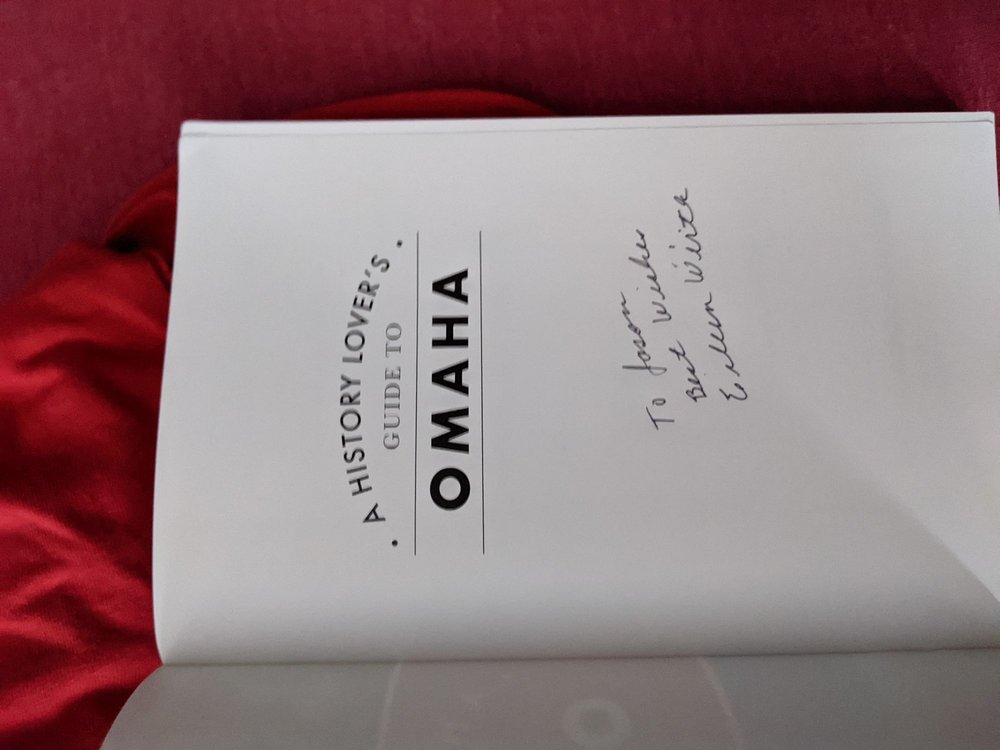 • A HISTORY LOVER'S •
GUIDE TO
OMAHA
To Jason
Best Wishes
Eileen Wirth